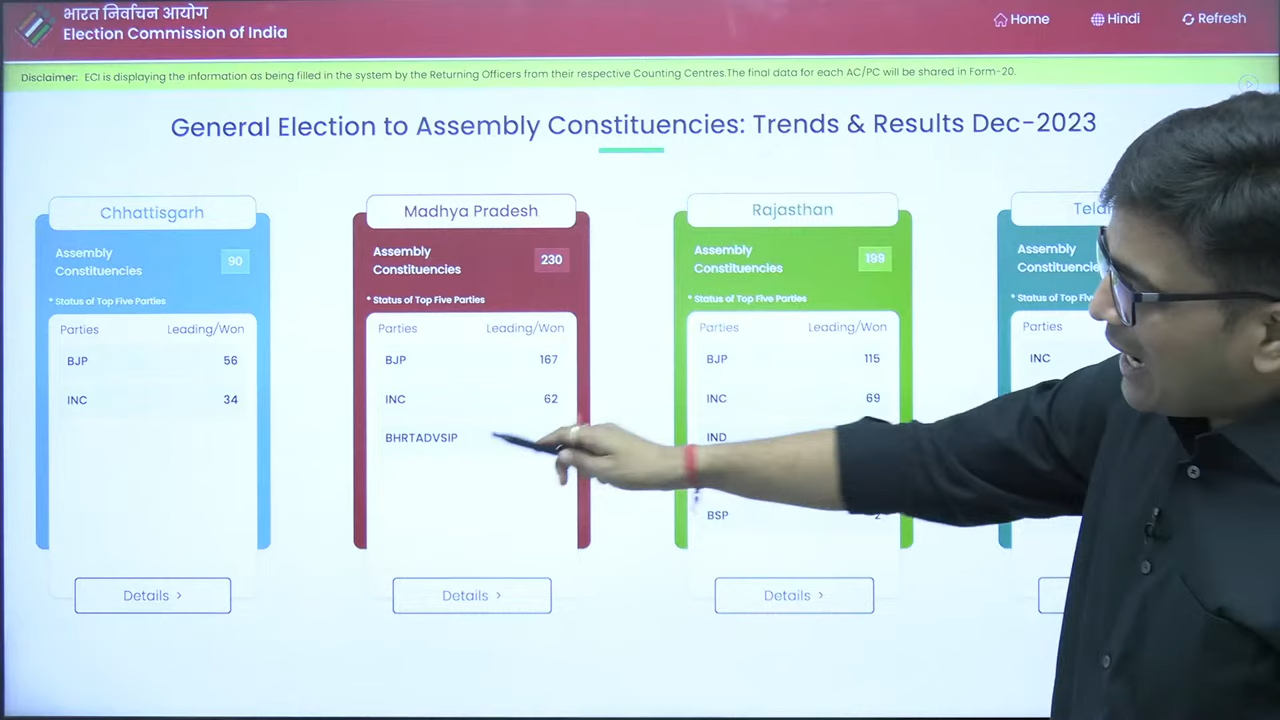 भारत निर्वाचन आयोग
Election Commission of India
Home
Hindi
Refresh
Disclaimer: ECI is displaying the information as being filled in the system by the Returning Officers from their respective Counting Centres.The final data for each AC/PC will be shared in Form-20.
General Election to Assembly Constituencies: Trends & Results Dec-2023
Chhattisgarh
Assembly Constituencies 90
* Status of Top Five Parties
Parties Leading/Won
BJP 56
INC 34
Details >
Madhya Pradesh
Assembly Constituencies 230
* Status of Top Five Parties
Parties Leading/Won
BJP 167
INC 62
BHRTADVSIP
Details >
Rajasthan
Assembly Constituencies 199
* Status of Top Five Parties
Parties Leading/Won
BJP 115
INC 69
IND
BSP 2
Details >
Assembly
* Status of Top
Parties
INC